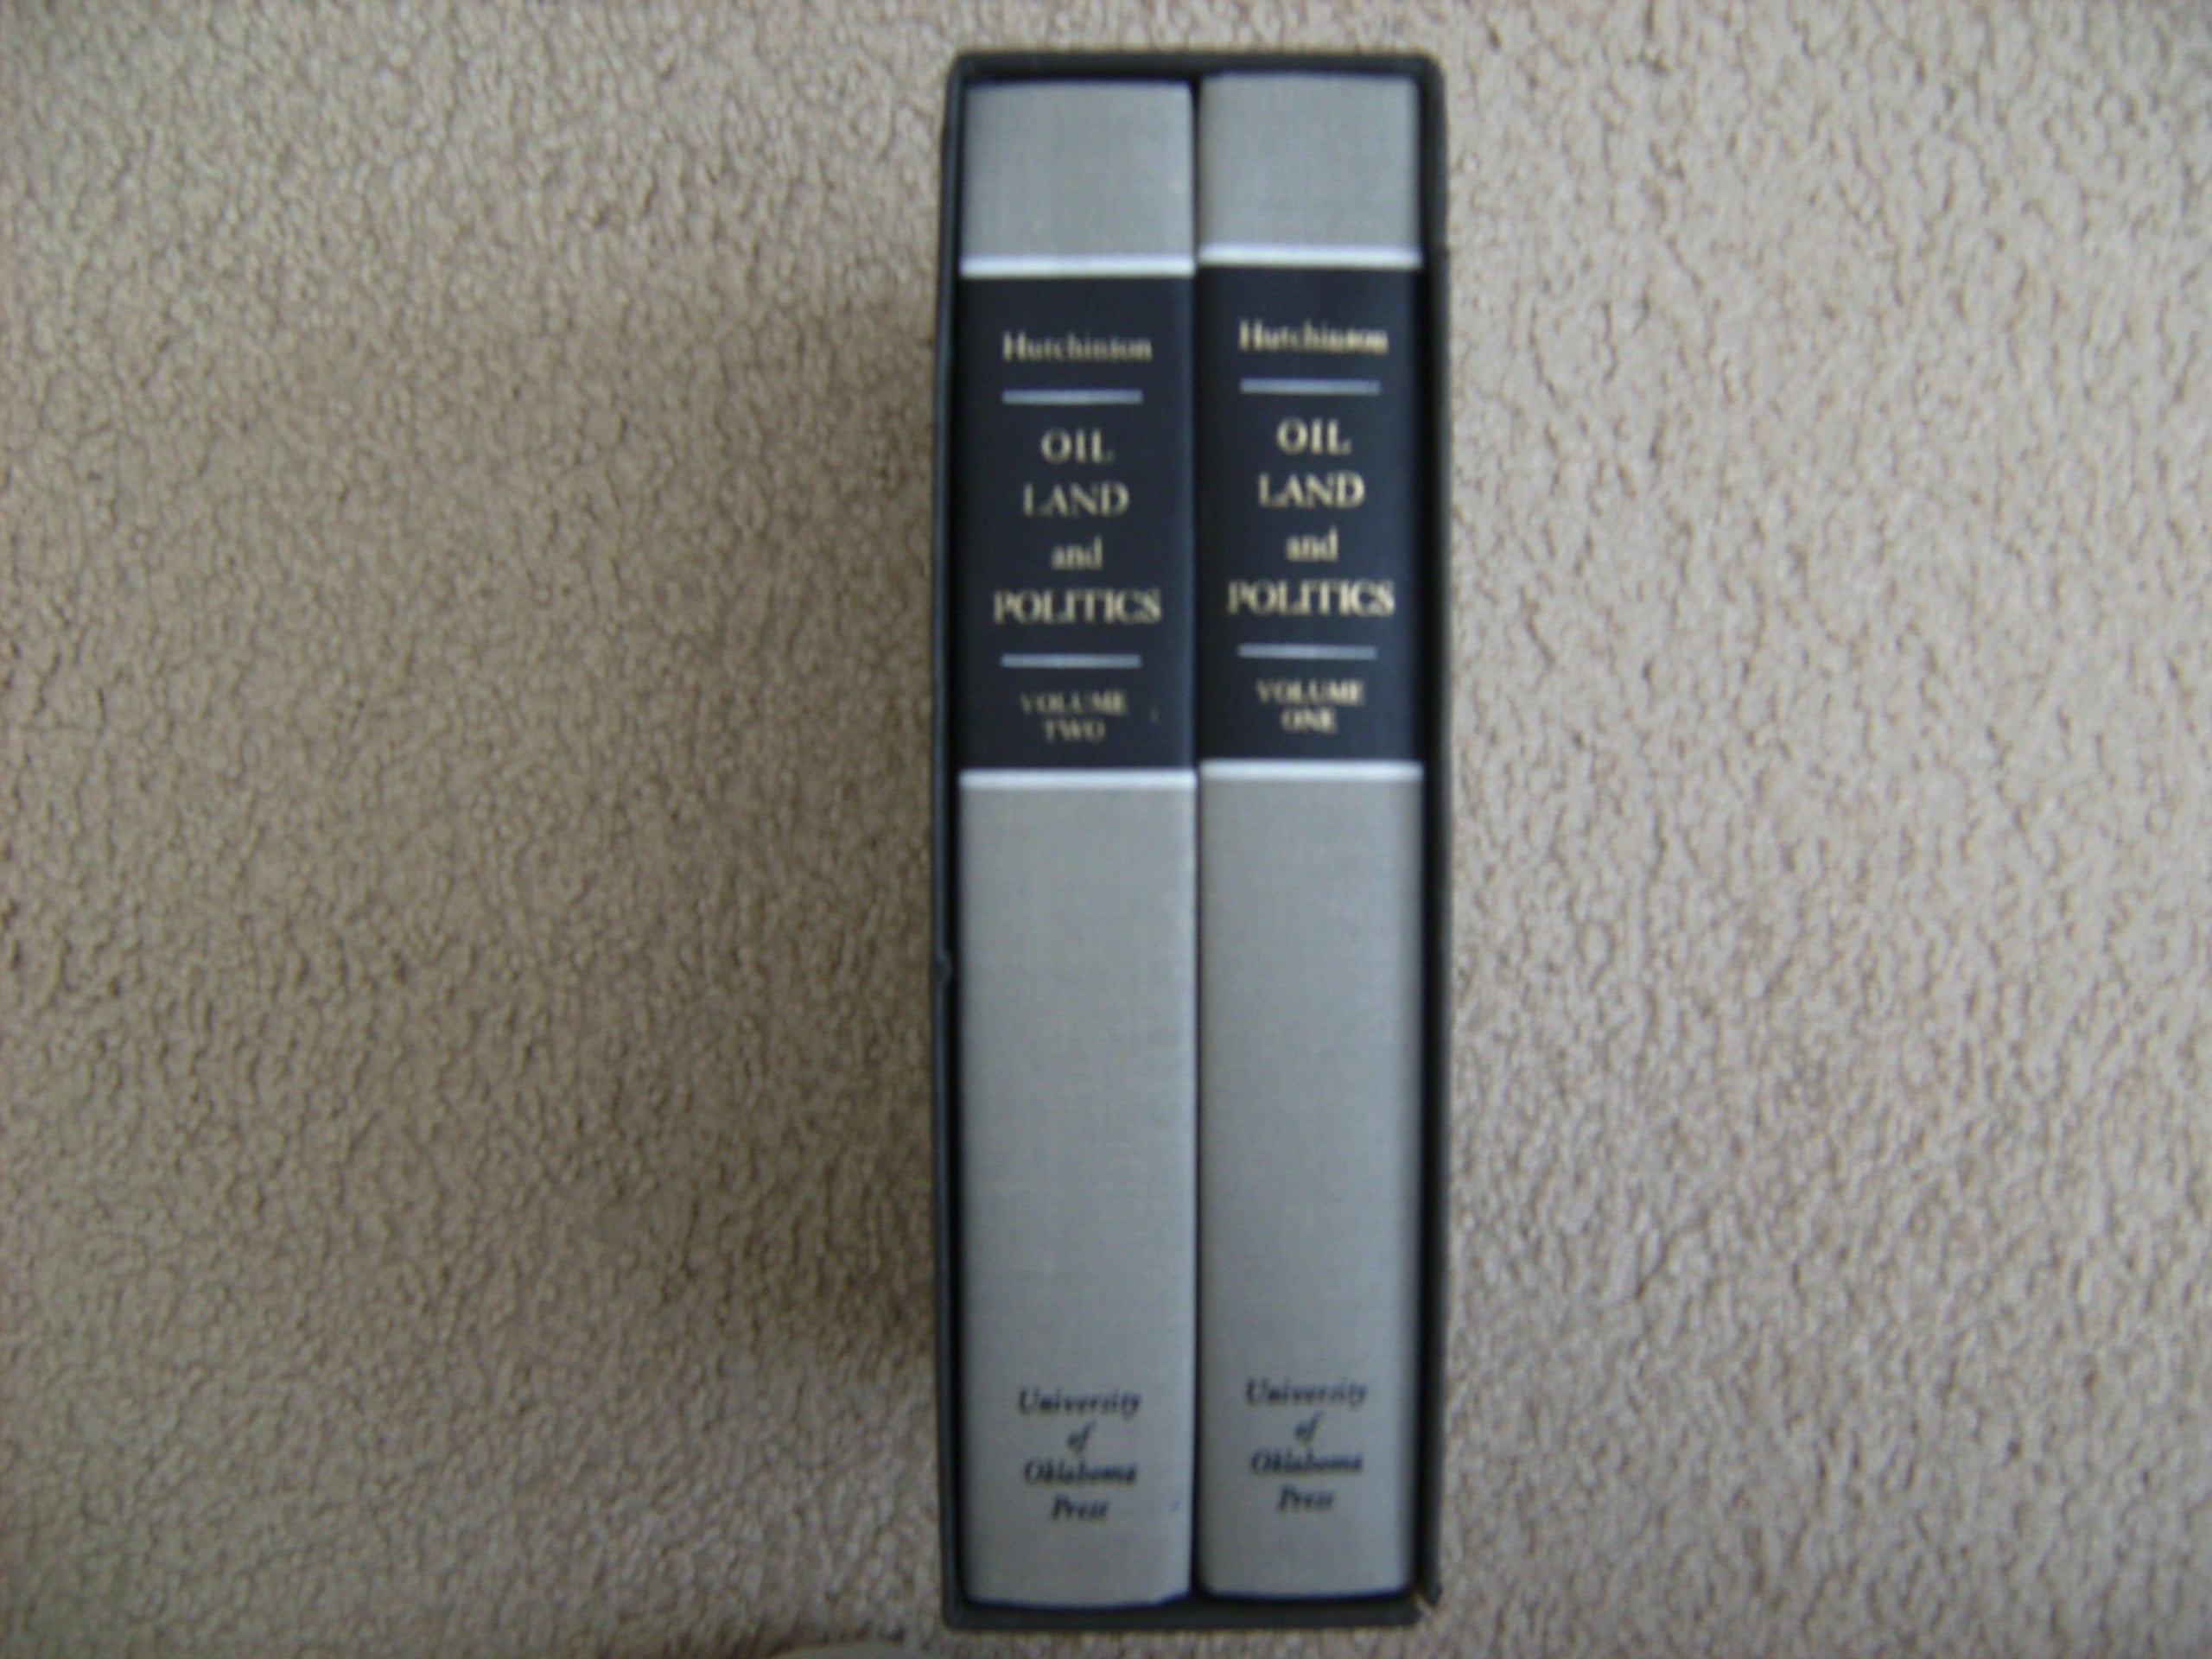 Hutchinson
OIL
LAND
and
POLITICS
VOLUME
TWO
University
of
Oklahoma
Press
Hutchinson
OIL
LAND
and
POLITICS
VOLUME
ONE
University
of
Oklahoma
Press